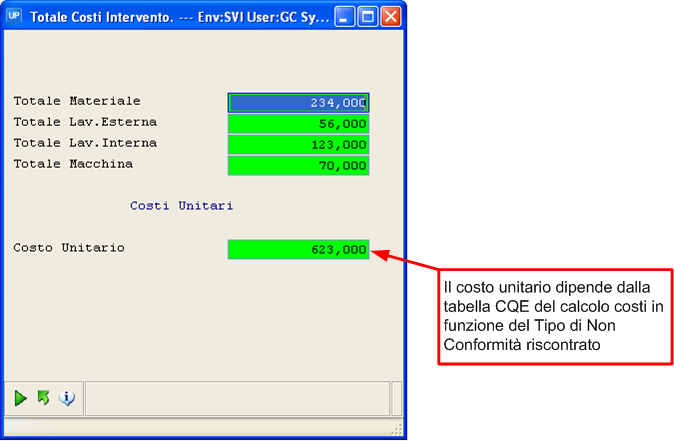 UP Totale Costi Intervento. --- Env:SVI User:GC Sy...
Totale Materiale 234,000
Totale Lav.Esterna 56,000
Totale Lav.Interna 123,000
Totale Macchina 70,000
Costi Unitari
Costo Unitario 623,000
Il costo unitario dipende dalla
tabella CQE del calcolo costi in
funzione del Tipo di Non
Conformità riscontrato